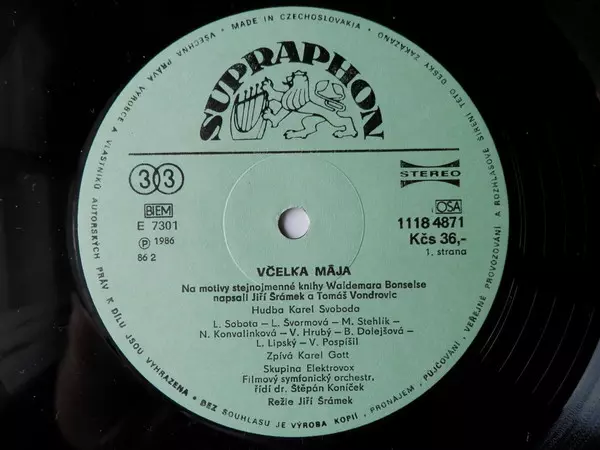 MADE IN CZECHOSLOVAKIA • VŠECHNA PRÁVA VÝROBCE A VLASTNÍKŮ AUTORSKÝCH PRÁV K DÍLU JSOU VYHRAZENA • BEZ SOUHLASU JE VÝROBA KOPIÍ, PRONÁJEM, PŮJČOVÁNÍ, VEŘEJNÉ PROVOZOVÁNÍ A ROZHLASOVÉ ŠÍŘENÍ TÉTO DESKY ZAKÁZÁNO •
SUPRAPHON
33
STEREO
BIEM
OSA
E 7301
1118 4871
Ⓟ 1986
Kčs 36,-
86 2
1. strana
VČELKA MÁJA
Na motivy stejnojmenné knihy Waldemara Bonselse
napsali Jiří Šrámek a Tomáš Vondrovic
Hudba Karel Svoboda
L. Sobota – L. Švormová – M. Stehlík –
N. Konvalinková – V. Hrubý – B. Dolejšová –
L. Lipský – V. Pospíšil
Zpívá Karel Gott
Skupina Elektrovox
Filmový symfonický orchestr.
řídí dr. Štěpán Koníček
Režie Jiří Šrámek